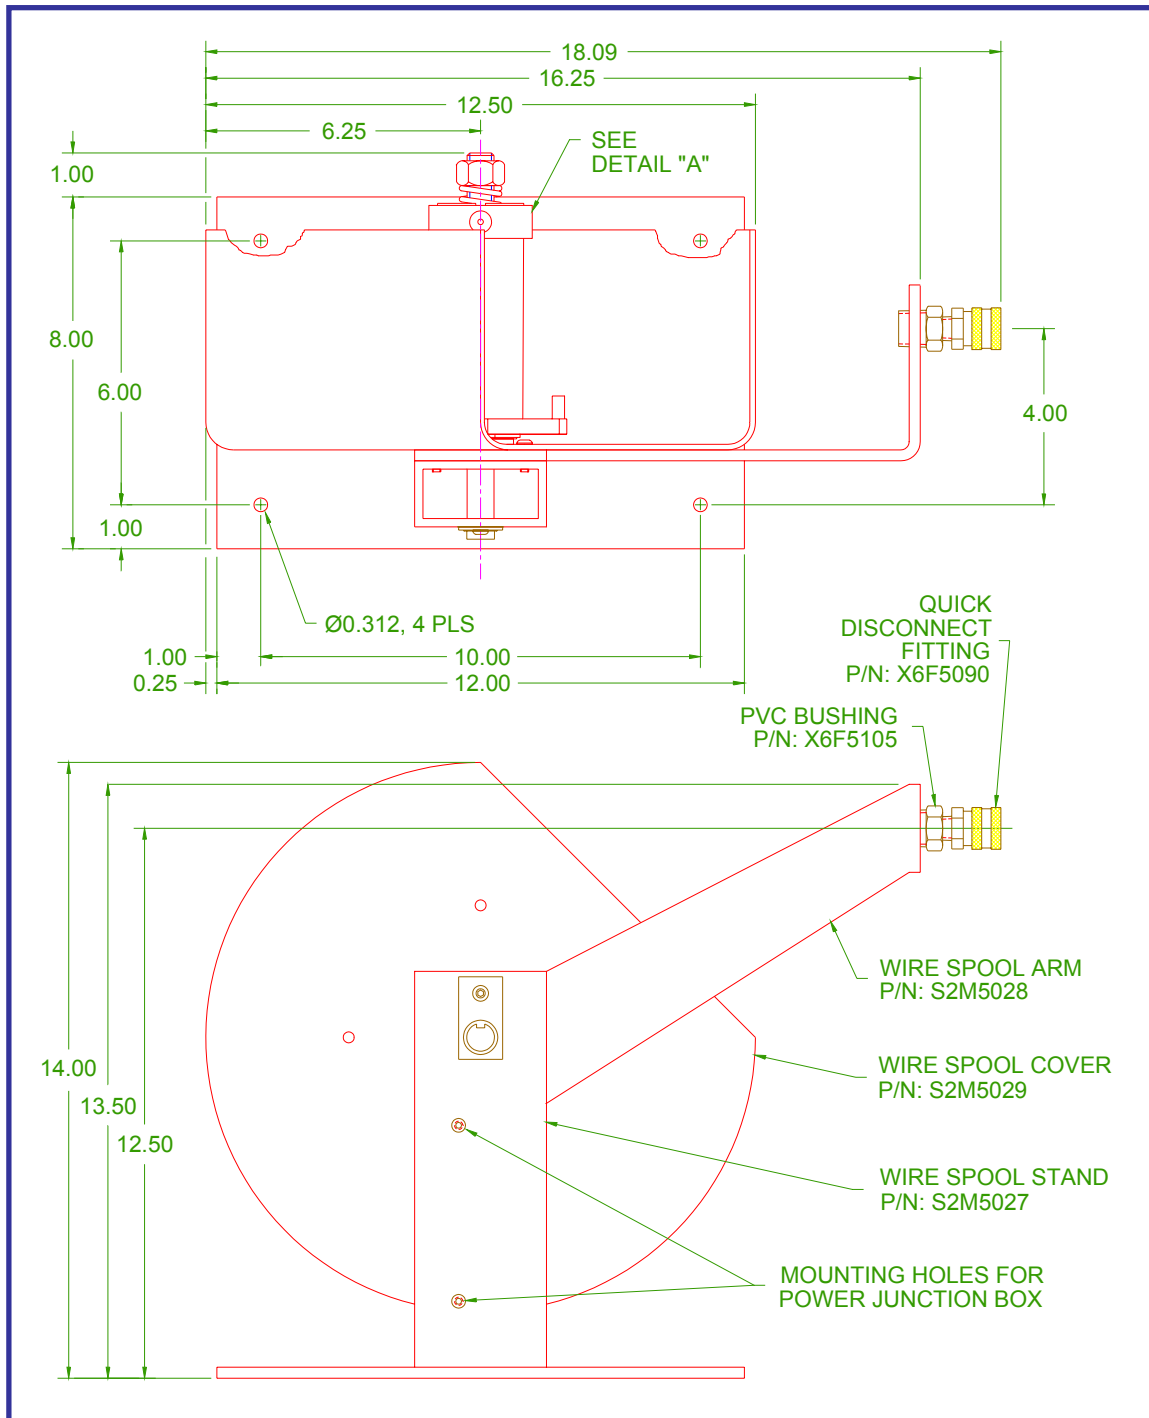 18.09
16.25
12.50
6.25
SEE
DETAIL "A"
1.00
8.00
6.00
4.00
1.00
Ø0.312, 4 PLS
1.00
10.00
0.25
12.00
QUICK
DISCONNECT
FITTING
P/N: X6F5090
PVC BUSHING
P/N: X6F5105
WIRE SPOOL ARM
P/N: S2M5028
14.00
WIRE SPOOL COVER
P/N: S2M5029
13.50
12.50
WIRE SPOOL STAND
P/N: S2M5027
MOUNTING HOLES FOR
POWER JUNCTION BOX